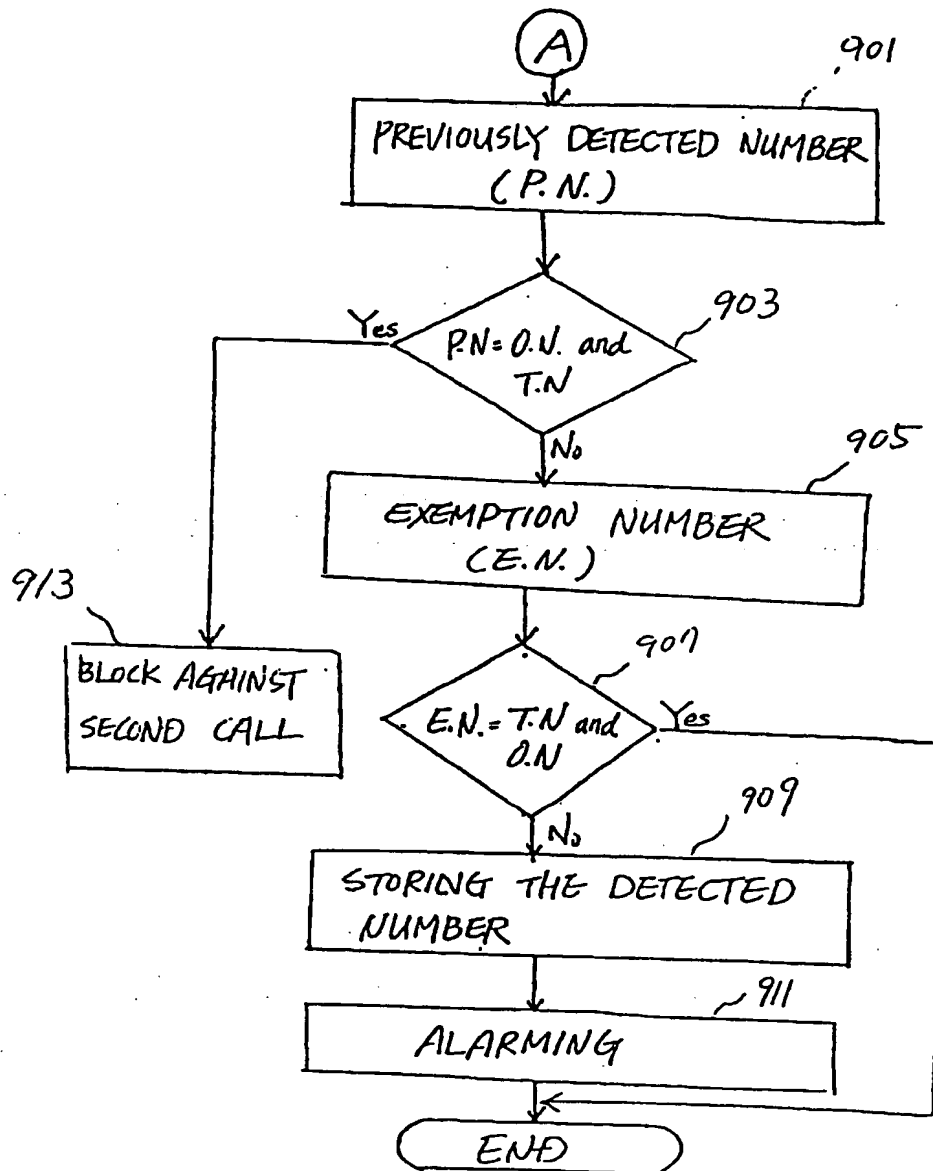 A
901
PREVIOUSLY DETECTED NUMBER
(P.N.)
903
Yes
P.N=O.N. and
T.N
No
905
EXEMPTION NUMBER
(E.N.)
913
BLOCK AGHINST
SECOND CALL
907
E.N.=T.N and
O.N
Yes
No
909
STORING THE DETECTED
NUMBER
911
ALARMING
END